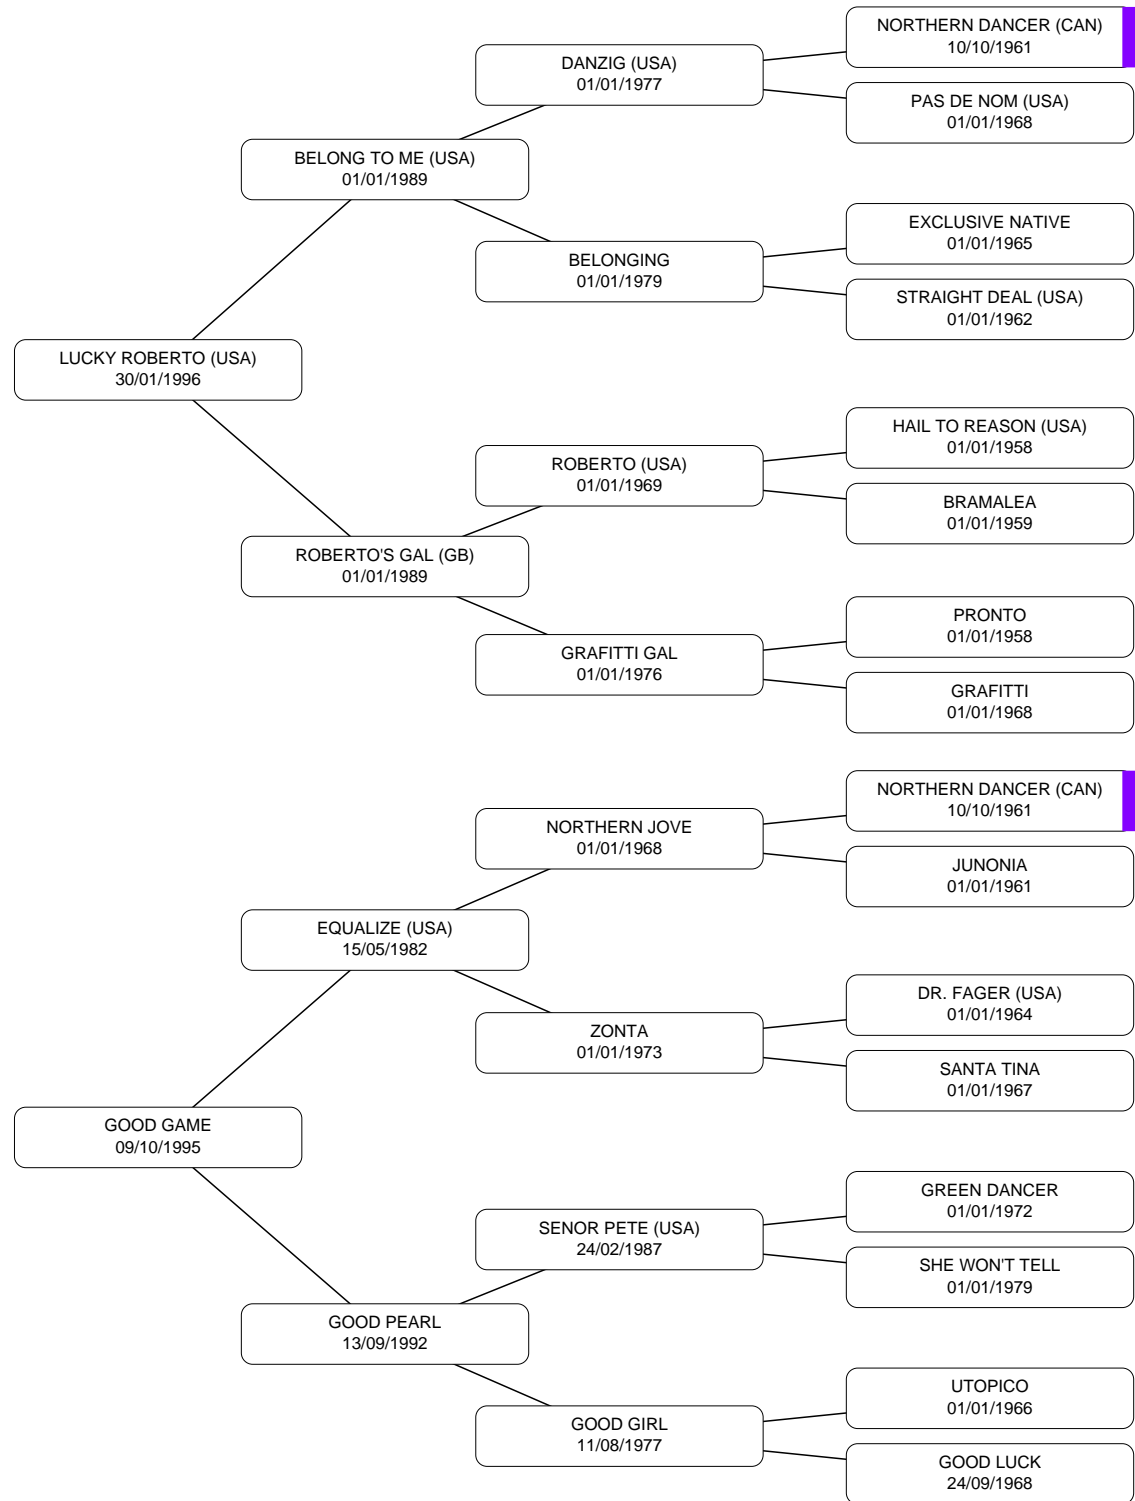 NORTHERN DANCER (CAN)
10/10/1961
DANZIG (USA)
01/01/1977
PAS DE NOM (USA)
01/01/1968
BELONG TO ME (USA)
01/01/1989
EXCLUSIVE NATIVE
01/01/1965
BELONGING
01/01/1979
STRAIGHT DEAL (USA)
01/01/1962
LUCKY ROBERTO (USA)
30/01/1996
HAIL TO REASON (USA)
01/01/1958
ROBERTO (USA)
01/01/1969
BRAMALEA
01/01/1959
ROBERTO'S GAL (GB)
01/01/1989
PRONTO
01/01/1958
GRAFITTI GAL
01/01/1976
GRAFITTI
01/01/1968
NORTHERN DANCER (CAN)
10/10/1961
NORTHERN JOVE
01/01/1968
JUNONIA
01/01/1961
EQUALIZE (USA)
15/05/1982
DR. FAGER (USA)
01/01/1964
ZONTA
01/01/1973
SANTA TINA
01/01/1967
GOOD GAME
09/10/1995
GREEN DANCER
01/01/1972
SENOR PETE (USA)
24/02/1987
SHE WON'T TELL
01/01/1979
GOOD PEARL
13/09/1992
UTOPICO
01/01/1966
GOOD GIRL
11/08/1977
GOOD LUCK
24/09/1968